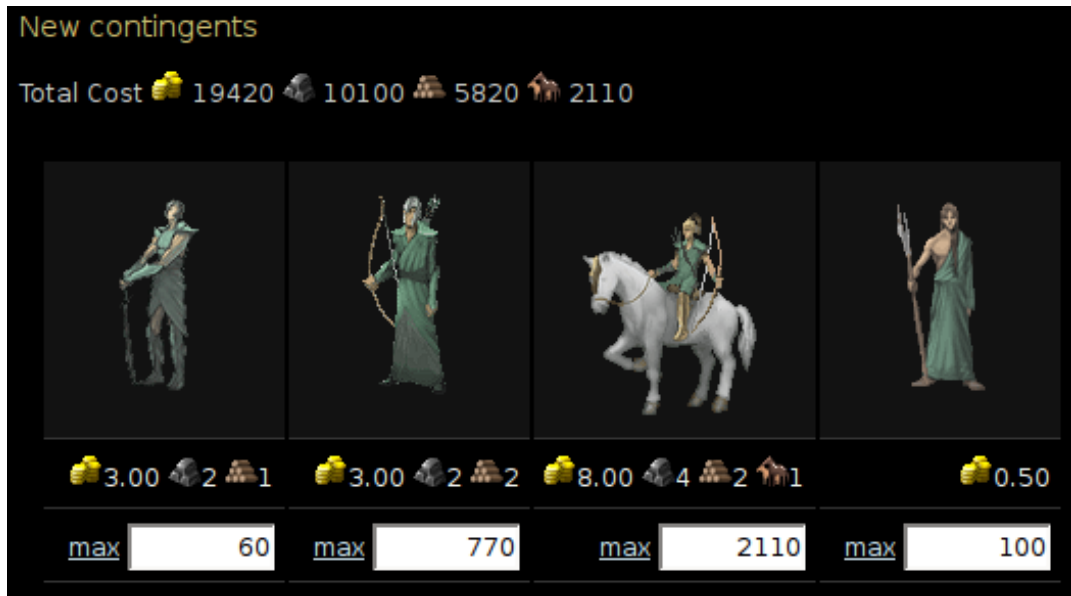 New contingents
Total Cost 19420 10100 5820 2110
3.00 2 1 3.00 2 2 8.00 4 2 1 0.50
max 60 max 770 max 2110 max 100